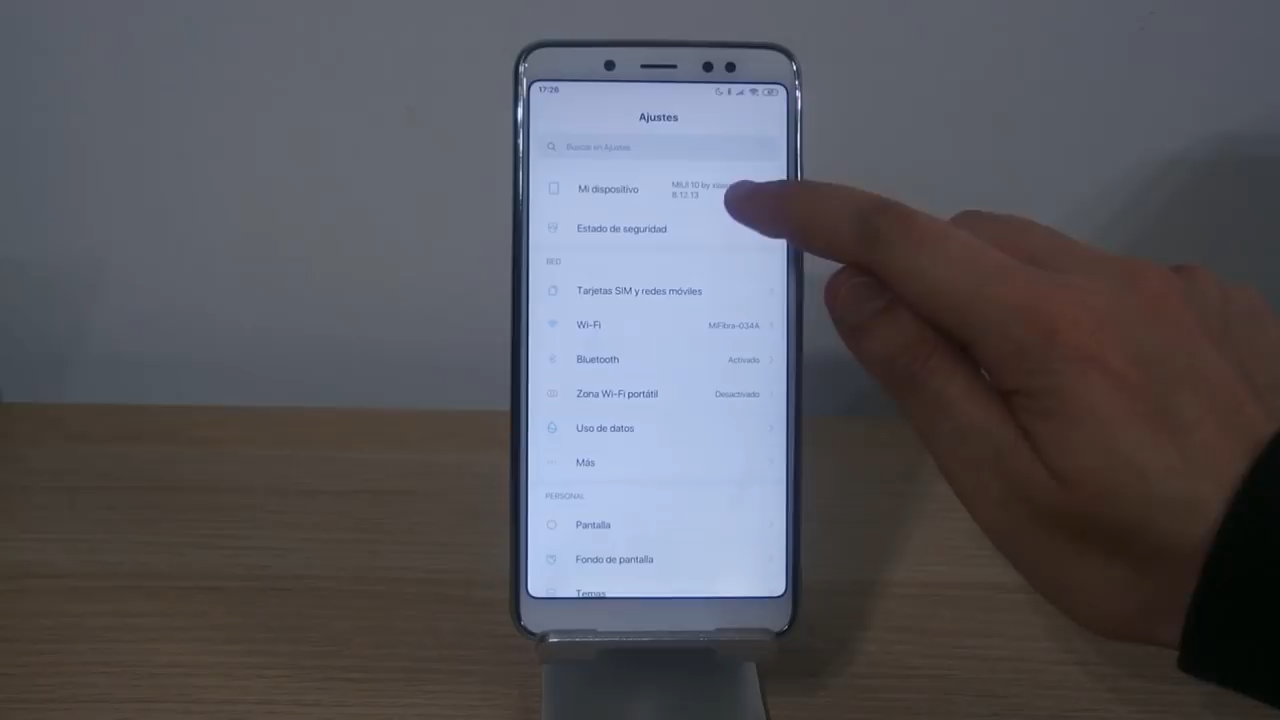 17:26
Ajustes
Buscar en Ajustes
Mi dispositivo
MIUI 10 by
8.12.13
Estado de seguridad
RED
Tarjetas SIM y redes móviles
Wi-Fi
MiFibra-034A
Bluetooth
Activado
Zona Wi-Fi portátil
Desactivado
Uso de datos
Más
PERSONAL
Pantalla
Fondo de pantalla
Temas